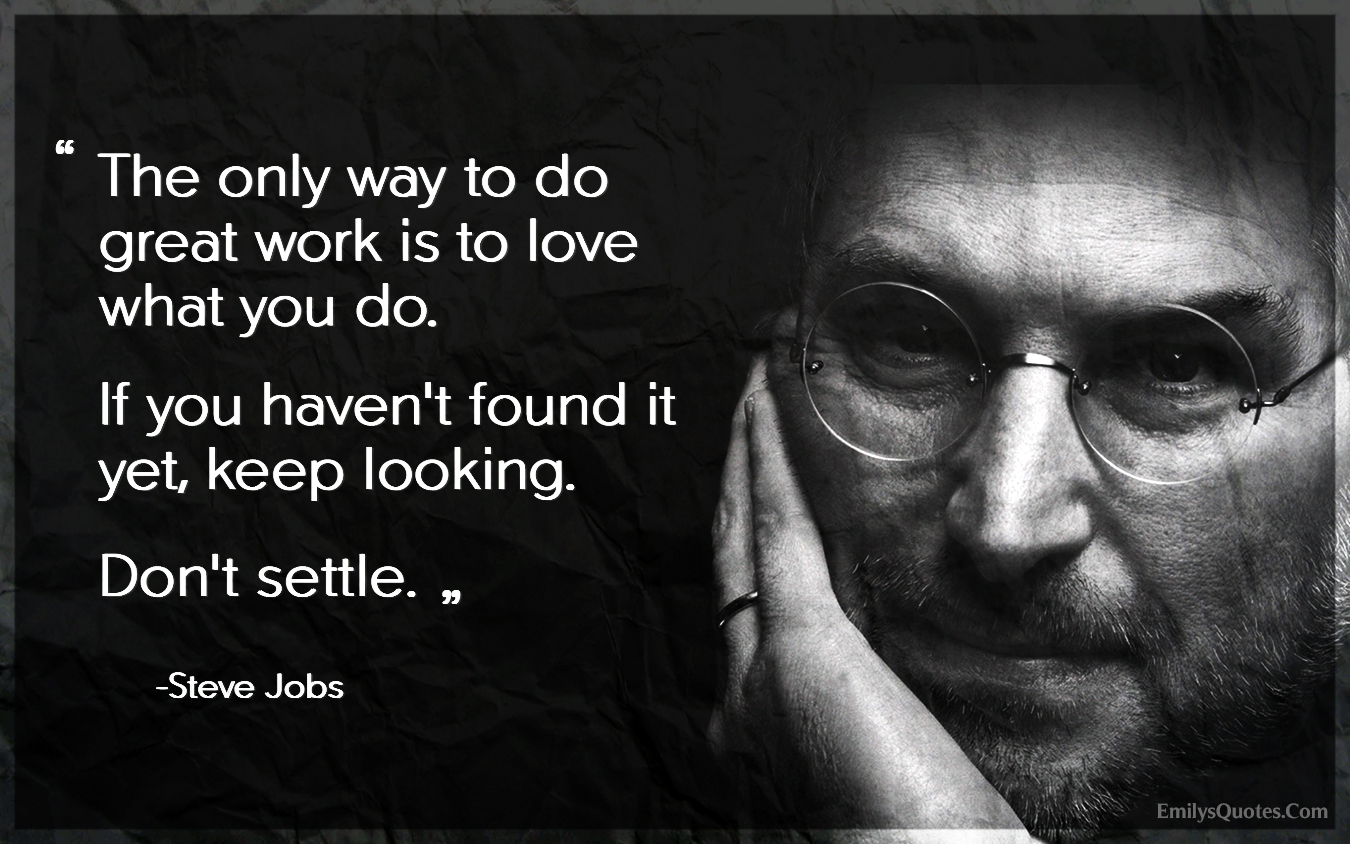 “ The only way to do
great work is to love
what you do.
If you haven't found it
yet, keep looking.
Don't settle. „
-Steve Jobs
EmilysQuotes.Com